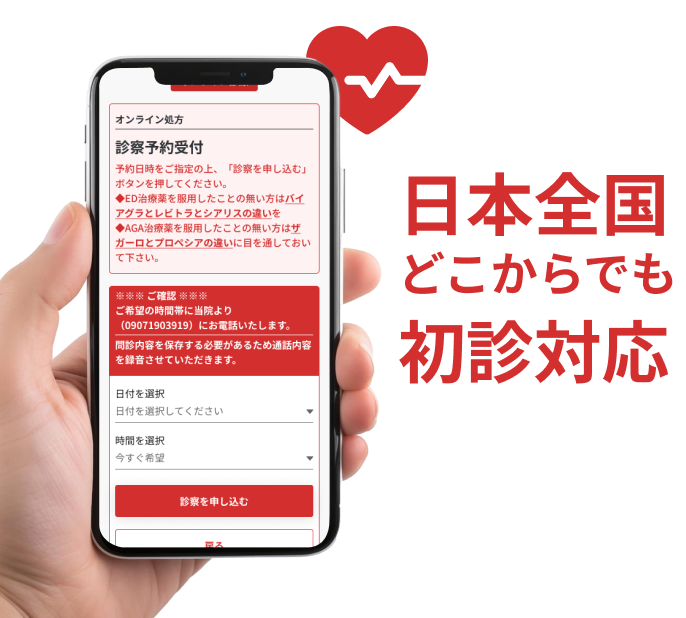 オンライン処方
診察予約受付
予約日時をご指定の上、「診察を申し込む」
ボタンを押してください。
◆ED治療薬を服用したことの無い方はバイ
アグラとレビトラとシアリスの違いを
◆AGA治療薬を服用したことの無い方はザ
ガーロとプロペシアの違いに目を通しておい
て下さい。
※※※ ご確認 ※※※
ご希望の時間帯に当院より
（09071903919）にお電話いたします。
問診内容を保存する必要があるため通話内容
を録音させていただきます。
日付を選択
日付を選択してください
時間を選択
今すぐ希望
診察を申し込む
戻る
日本全国
どこからでも
初診対応